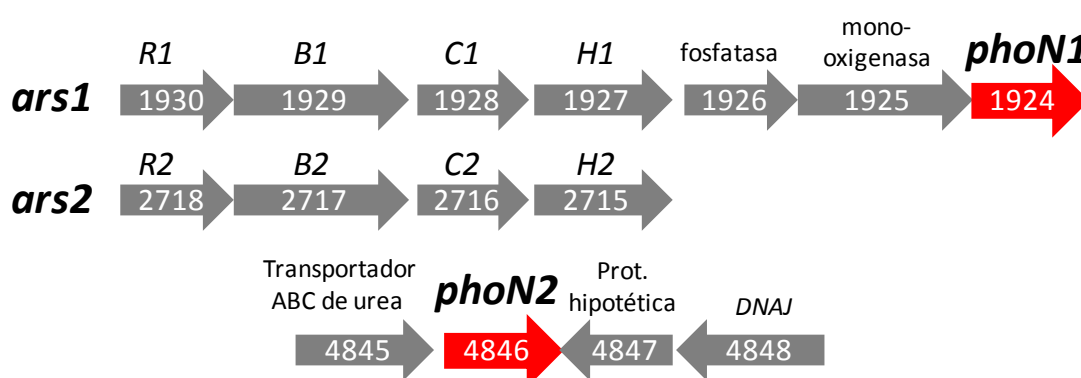 R1 B1 C1 H1 fosfatasa mono-
oxigenasa phoN1
ars1 1930 1929 1928 1927 1926 1925 1924
R2 B2 C2 H2
ars2 2718 2717 2716 2715
Transportador
ABC de urea phoN2 Prot.
hipotética DNAJ
4845 4846 4847 4848